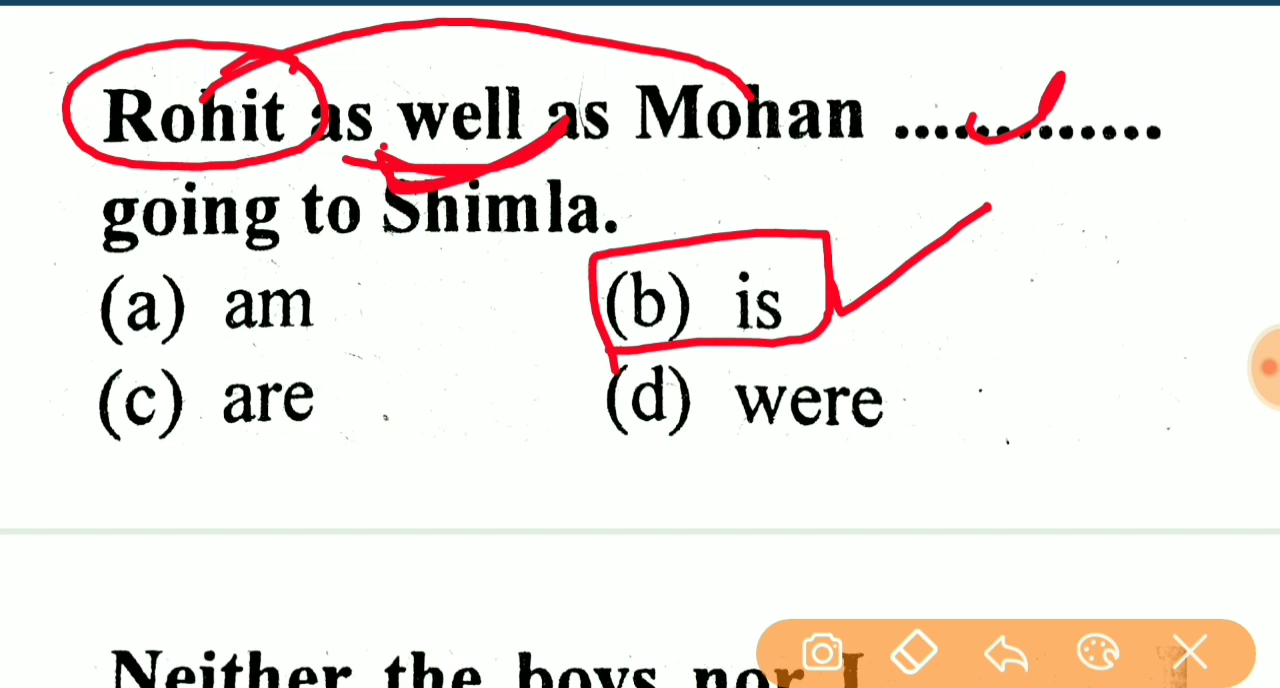 Rohit as well as Mohan .............
going to Shimla.
(a) am (b) is
(c) are (d) were
Neither the boys nor I